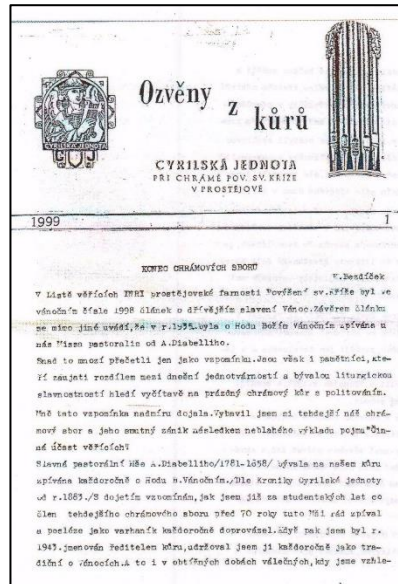 Ozvěny z
kůrů
CYRILSKÁ JEDNOTA
CYRILSKÁ JEDNOTA
PŘI CHRÁMĚ POV. SV. KŘÍŽE
V PROSTĚJOVĚ
1999 1
KONEC CHRÁMOVÝCH SBORŮ
Bezdíček
V Listě věřících INRI prostějovské farnosti Povýšení sv.Kříže byl ve
vánočním čísle 1998 článek o dřívějším slavení Vánoc.Závěrem článku
se mimo jiné uvádí,že v r.1935.byla o Hodu Božím Vánočním zpívána u
nás Missa pastoralis od A.Diabelliho.
Snad to mnozí přečetli jen jako vzpomínku.Jsou však i pamětníci,kte-
ří zaujati rozdílem mezi dnešní jednotvárností a bývalou liturgickou
slavnostností hledí vyčítavě na prázdný chrámový kůr s politováním.
Mně tato vzpomínka nadmíru dojala.Vybavil jsem si tehdejší náš chrá-
mový sbor a jeho smutný zánik následkem neblahého výkladu pojmu"Čin-
ná účast věřících"
Slavná pastorální Mše A.Diabelliho/1781-1858/ bývala na našem kůru
zpívána každoročně o Hodu B.Vánočním./Dle Kroniky Cyrilské jednoty
od r.1883./S dojetím vzpomínám,jak jsem již za studentských let co
člen tehdejšího chrámového sboru před 70 roky tuto Mši rád zpíval
a posléze jako varhaník každoročně doprovázel.Když pak jsem byl r.
1943.jmenován ředitelem kůru,udržoval jsem ji každoročně jako tra-
diční o Vánocích.A to i v obtížných dobách válečných,kdy jsme vzhle-